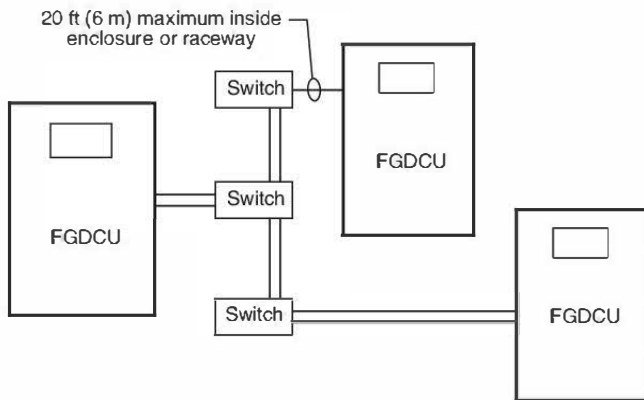 20 ft (6 m) maximum inside
enclosure or raceway
Switch
FGDCU
Switch
FGDCU
Switch
FGDCU